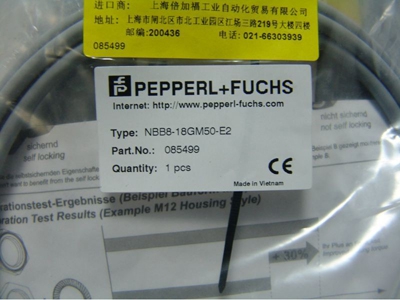 上海倍加福工业自动化贸易有限公司
上海市闸北区市北工业园区江场三路219号大楼四楼
邮编:200436 电话: 021-66303939
085499
PEPPERL+FUCHS
Internet: http://www.pepperl-fuchs.com
Type: NBB8-18GM50-E2
Part.No.: 085499
Quantity: 1 pcs
CE
Made in Vietnam
sichernd
self locking
nicht
not self locking
ationstest-Ergebnisse (Beispiel Bauform
eration Test Results (Example M12 Housing Style)
+ 30%